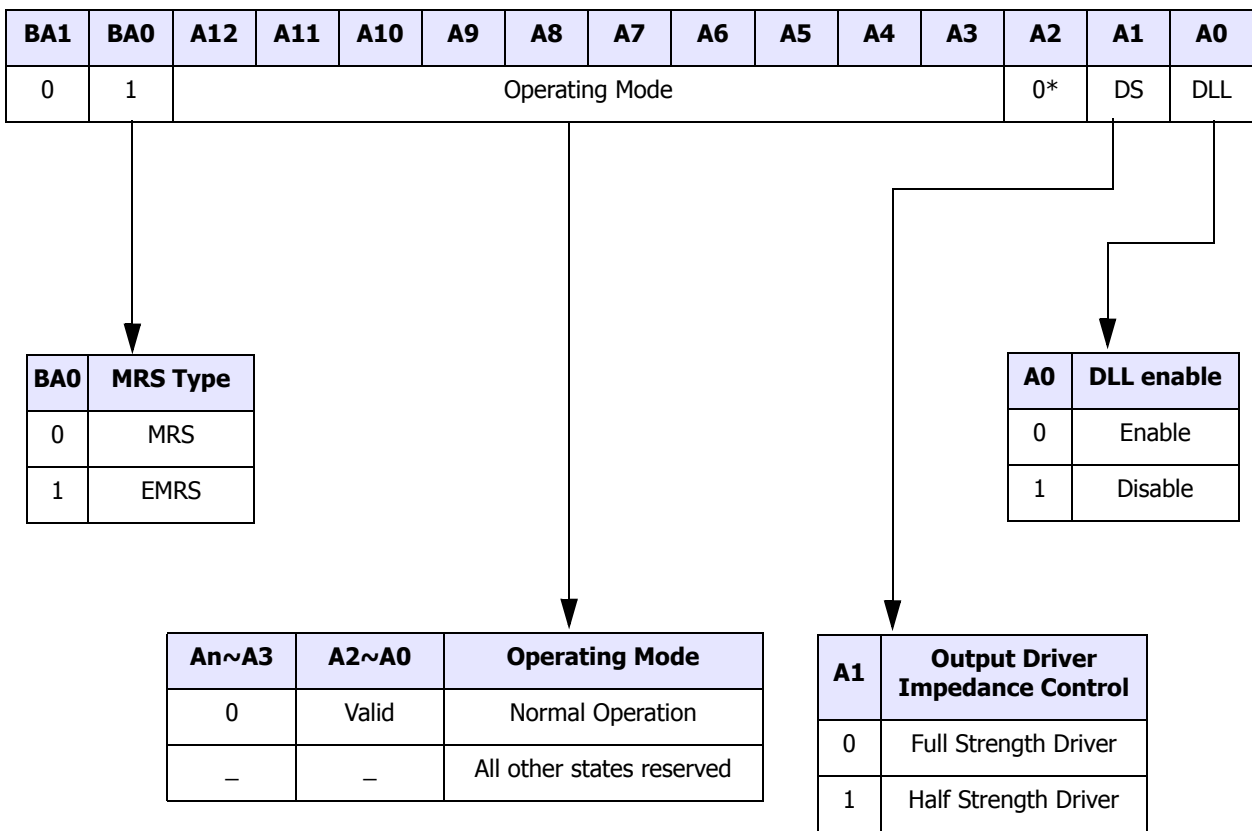 BA1 BA0 A12 A11 A10 A9 A8 A7 A6 A5 A4 A3 A2 A1 A0
0 1 Operating Mode 0* DS DLL
BA0 MRS Type
0 MRS
1 EMRS
A0 DLL enable
0 Enable
1 Disable
An~A3 A2~A0 Operating Mode
0 Valid Normal Operation
_ _ All other states reserved
A1 Output Driver
Impedance Control
0 Full Strength Driver
1 Half Strength Driver